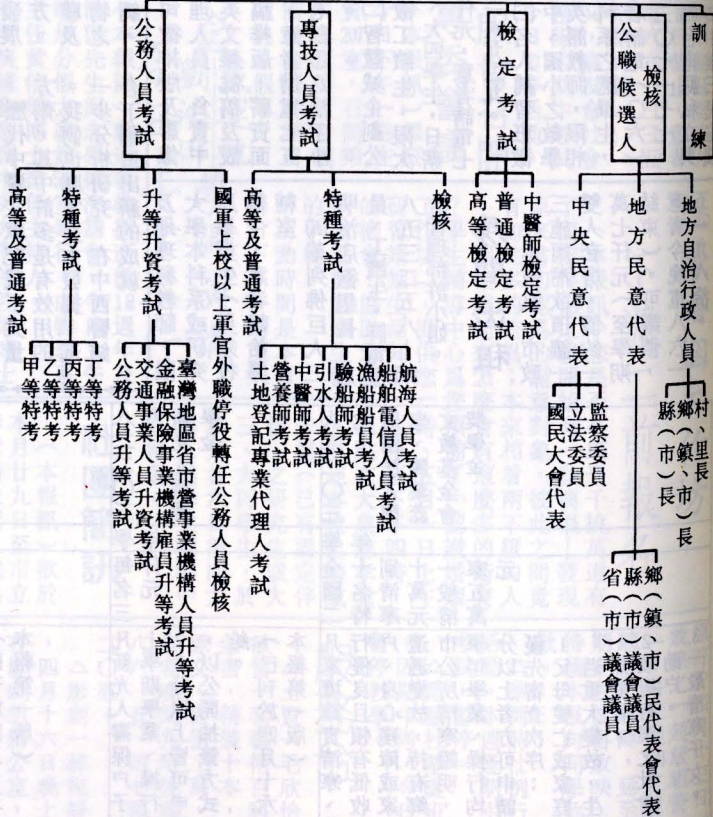 訓練
公職候選人檢核
地方自治行政人員
村、里長
鄉(鎮、市)長
縣(市)長
地方民意代表
鄉(鎮、市)民代表會代表
縣(市)議會議員
省(市)議會議員
中央民意代表
監察委員
立法委員
國民大會代表
檢定考試
中醫師檢定考試
普通檢定考試
高等檢定考試
專技人員考試
檢核
特種考試
航海人員考試
船舶電信人員考試
漁船船員考試
驗船師考試
引水人考試
中醫師考試
營養師考試
土地登記專業代理人考試
高等及普通考試
公務人員考試
國軍上校以上軍官外職停役轉任公務人員檢核
升等升資考試
臺灣地區省市營事業機構人員升等考試
金融保險事業機構雇員升等考試
交通事業人員升資考試
公務人員升等考試
特種考試
丁等特考
丙等特考
乙等特考
甲等特考
高等及普通考試